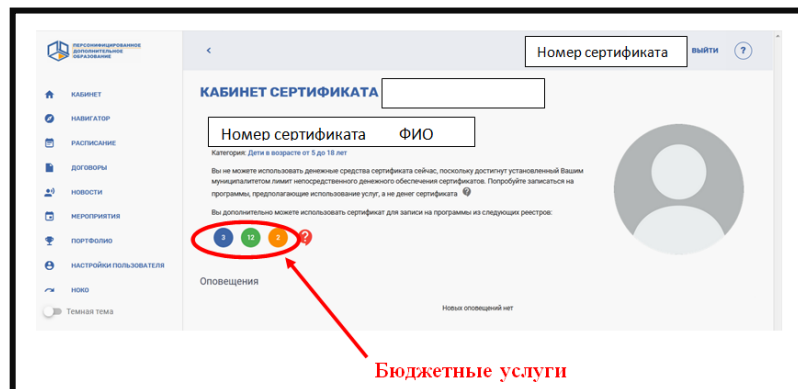 ПЕРСОНИФИЦИРОВАННОЕ
ДОПОЛНИТЕЛЬНОЕ
ОБРАЗОВАНИЕ
Номер сертификата
ВЫЙТИ
?
КАБИНЕТ
НАВИГАТОР
РАСПИСАНИЕ
ДОГОВОРЫ
НОВОСТИ
МЕРОПРИЯТИЯ
ПОРТФОЛИО
НАСТРОЙКИ ПОЛЬЗОВАТЕЛЯ
НОКО
Темная тема
КАБИНЕТ СЕРТИФИКАТА
Номер сертификата ФИО
Категория: Дети в возрасте от 5 до 18 лет
Вы не можете использовать денежные средства сертификата сейчас, поскольку достигнут установленный Вашим
муниципалитетом лимит непосредственного денежного обеспечения сертификатов. Попробуйте записаться на
программы, предполагающие использование услуг, а не денег сертификата ?
Вы дополнительно можете использовать сертификат для записи на программы из следующих реестров:
3 12 2 ?
Оповещения
Новых оповещений нет
Бюджетные услуги